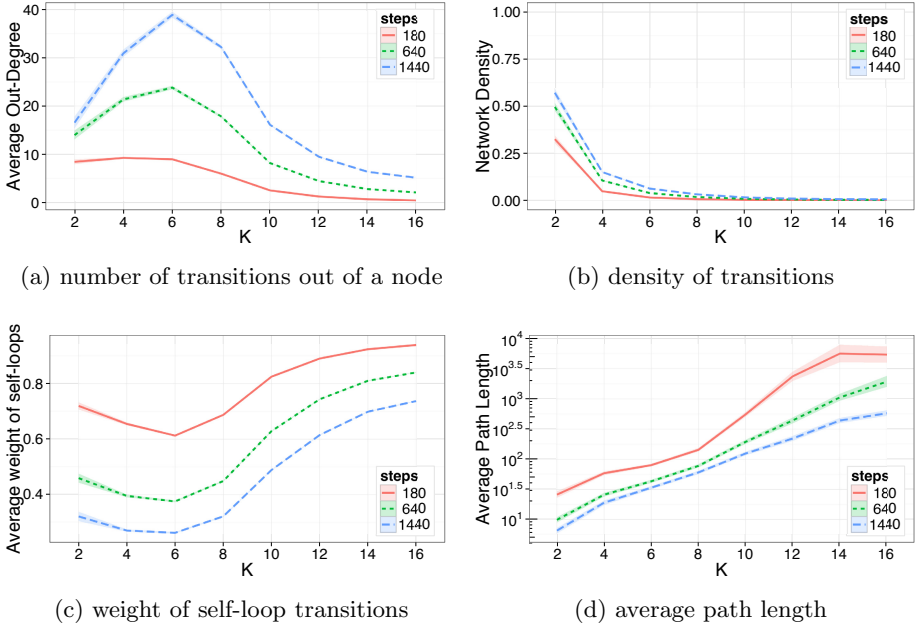 Average Out-Degree
40
30
20
10
0
2 4 6 8 10 12 14 16
K
steps
180
640
1440
(a) number of transitions out of a node
Network Density
1.00
0.75
0.50
0.25
0.00
2 4 6 8 10 12 14 16
K
steps
180
640
1440
(b) density of transitions
Average weight of self-loops
0.8
0.6
0.4
2 4 6 8 10 12 14 16
K
steps
180
640
1440
(c) weight of self-loop transitions
Average Path Length
10^4
10^3.5
10^3
10^2.5
10^2
10^1.5
10^1
2 4 6 8 10 12 14 16
K
steps
180
640
1440
(d) average path length